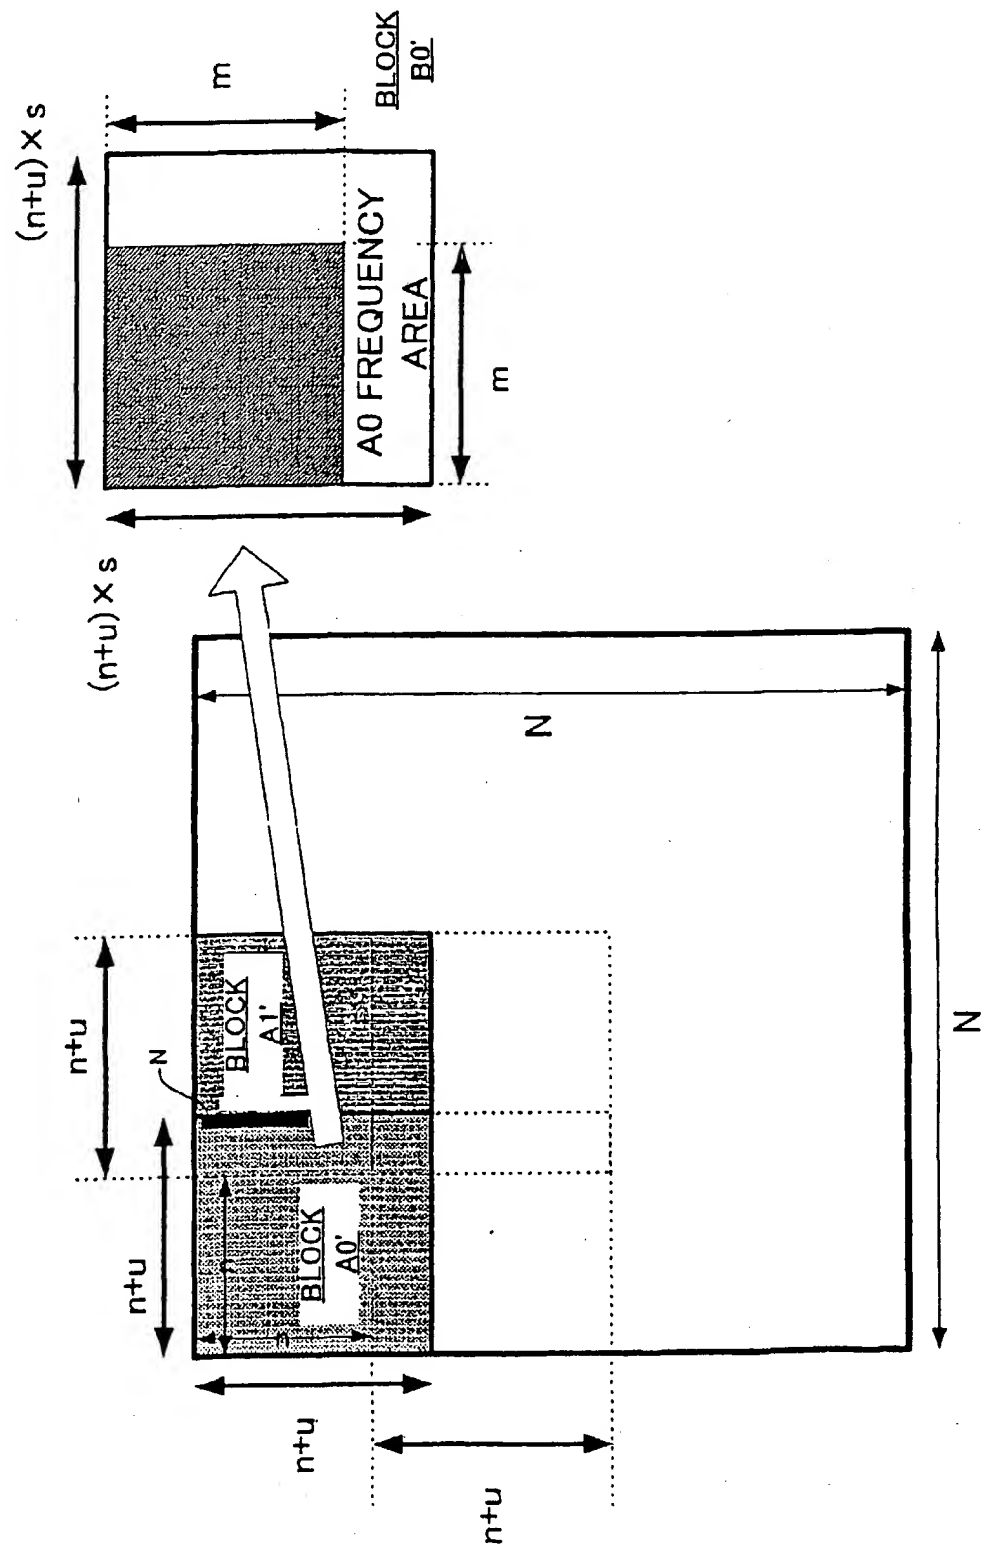 (n+u)×s
m
BLOCK
B0'
(n+u)×s
A0 FREQUENCY
AREA
m
n+u
N
n+u
BLOCK
A1'
BLOCK
A0'
n
n
n+u
n+u
N
N